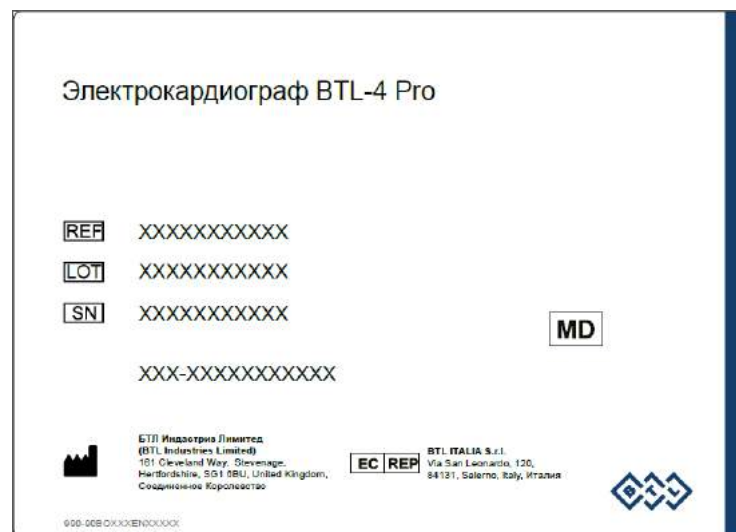 Электрокардиограф BTL-4 Pro
REF XXXXXXXXXXX
LOT XXXXXXXXXXX
SN XXXXXXXXXXX
MD
XXX-XXXXXXXXXXX
БТЛ Индастриз Лимитед
(BTL Industries Limited)
161 Cleveland Way, Stevenage,
Hertfordshire, SG1 6BU, United Kingdom,
Соединенное Королевство
EC REP
BTL ITALIA S.r.l.
Via San Leonardo, 120,
84131, Salerno, Italy, Италия
BTL